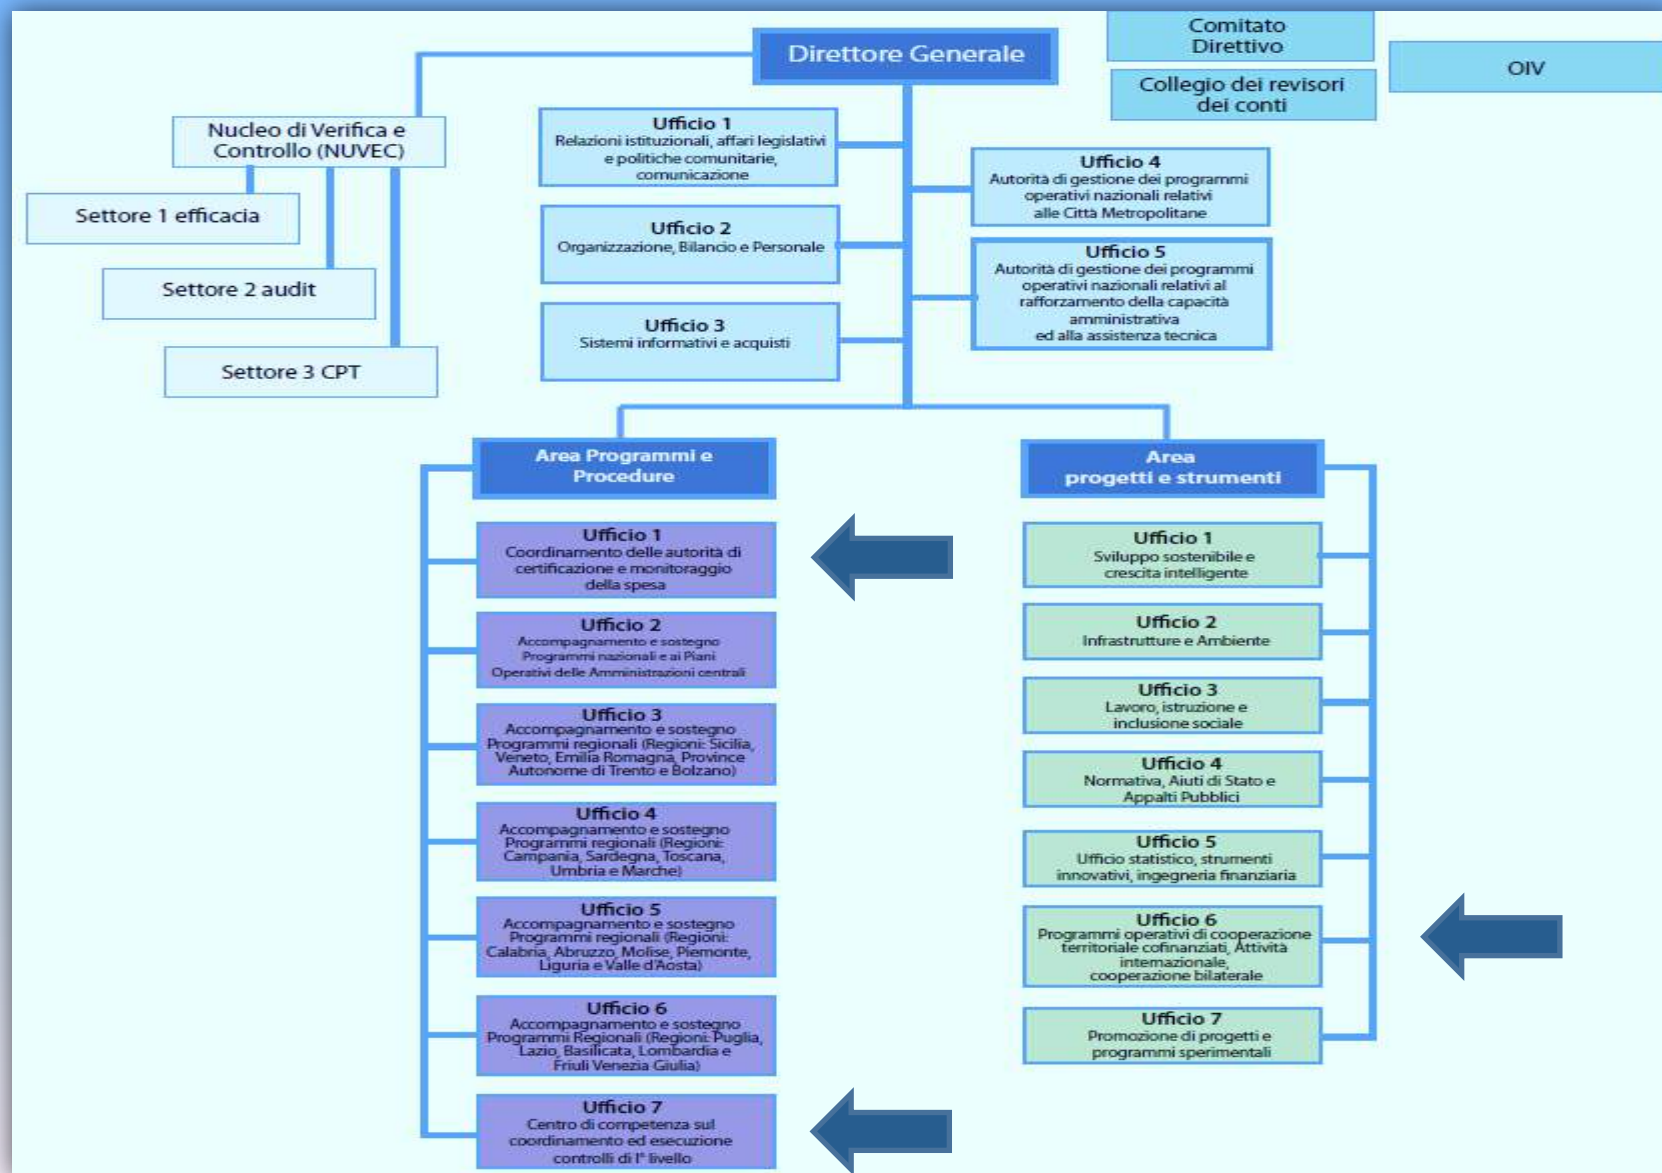 Direttore Generale
Comitato
Direttivo
Collegio dei revisori
dei conti
OIV
Nucleo di Verifica e
Controllo (NUVEC)
Settore 1 efficacia
Settore 2 audit
Settore 3 CPT
Ufficio 1
Relazioni istituzionali, affari legislativi
e politiche comunitarie,
comunicazione
Ufficio 2
Organizzazione, Bilancio e Personale
Ufficio 3
Sistemi informativi e acquisti
Ufficio 4
Autorità di gestione dei programmi
operativi nazionali relativi
alle Città Metropolitane
Ufficio 5
Autorità di gestione dei programmi
operativi nazionali relativi al
rafforzamento della capacità
amministrativa
ed alla assistenza tecnica
Area Programmi e
Procedure
Ufficio 1
Coordinamento delle autorità di
certificazione e monitoraggio
della spesa
Ufficio 2
Accompagnamento e sostegno
Programmi nazionali e ai Piani
Operativi delle Amministrazioni centrali
Ufficio 3
Accompagnamento e sostegno
Programmi regionali (Regioni: Sicilia,
Veneto, Emilia Romagna, Province
Autonome di Trento e Bolzano)
Ufficio 4
Accompagnamento e sostegno
Programmi regionali (Regioni:
Campania, Sardegna, Toscana,
Umbria e Marche)
Ufficio 5
Accompagnamento e sostegno
Programmi regionali (Regioni:
Calabria, Abruzzo, Molise, Piemonte,
Liguria e Valle d'Aosta)
Ufficio 6
Accompagnamento e sostegno
Programmi Regionali (Regioni: Puglia,
Lazio, Basilicata, Lombardia e
Friuli Venezia Giulia)
Ufficio 7
Centro di competenza sul
coordinamento ed esecuzione
controlli di I° livello
Area
progetti e strumenti
Ufficio 1
Sviluppo sostenibile e
crescita intelligente
Ufficio 2
Infrastrutture e Ambiente
Ufficio 3
Lavoro, istruzione e
inclusione sociale
Ufficio 4
Normativa, Aiuti di Stato e
Appalti Pubblici
Ufficio 5
Ufficio statistico, strumenti
innovativi, ingegneria finanziaria
Ufficio 6
Programmi operativi di cooperazione
territoriale cofinanziati, Attività
internazionale,
cooperazione bilaterale
Ufficio 7
Promozione di progetti e
programmi sperimentali